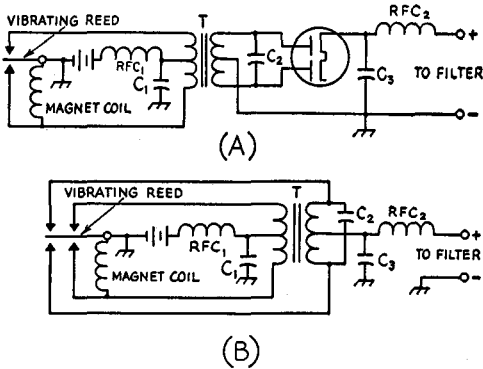 VIBRATING REED
T
RFC2
+
RFC1
C1
C2
C3
TO FILTER
MAGNET COIL
-
(A)
VIBRATING REED
T
C2
RFC2
+
RFC1
C1
C3
TO FILTER
MAGNET COIL
-
(B)